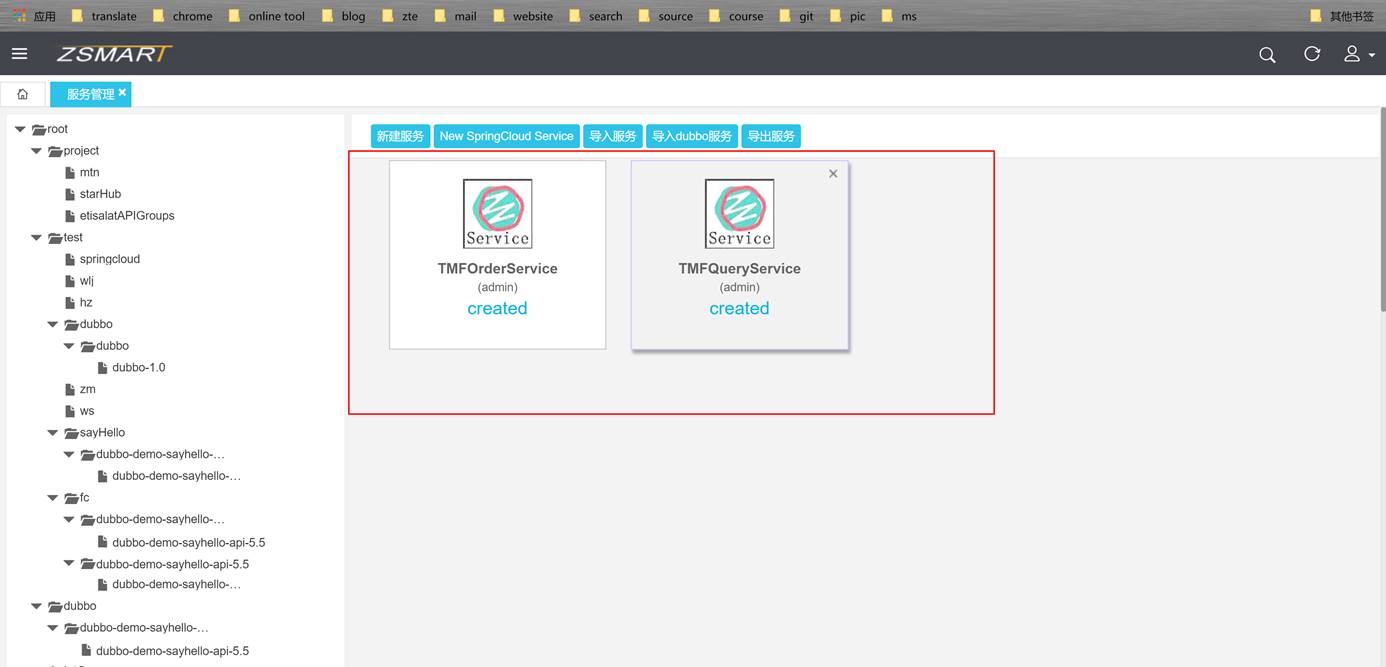 应用 translate chrome online tool blog zte mail website search source course git pic ms 其他书签
ZSMART
服务管理
root
project
mtn
starHub
etisalatAPIGroups
test
springcloud
wlj
hz
dubbo
dubbo
dubbo-1.0
zm
ws
sayHello
dubbo-demo-sayhello-…
dubbo-demo-sayhello-…
fc
dubbo-demo-sayhello-…
dubbo-demo-sayhello-api-5.5
dubbo-demo-sayhello-api-5.5
dubbo-demo-sayhello-…
dubbo
dubbo-demo-sayhello-…
dubbo-demo-sayhello-api-5.5
新建服务 New SpringCloud Service 导入服务 导入dubbo服务 导出服务
Service
TMFOrderService
(admin)
created
Service
TMFQueryService
(admin)
created